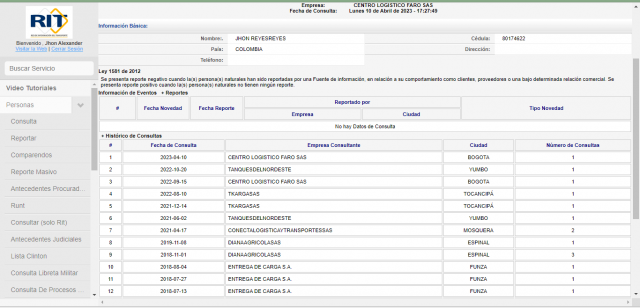 Empresa: CENTRO LOGISTICO FARO SAS
Fecha de Consulta: Lunes 10 de Abril de 2023 - 17:27:49
RIT
Bienvenido , Jhon Alexander
Visitar la Web | Cerrar Sesión
Buscar Servicio
Video Tutoriales
Personas
Consulta
Reportar
Comparendos
Reporte Masivo
Antecedentes Procurad...
Runt
Consultar (solo Rit)
Antecedentes Judiciales
Lista Clinton
Consulta Libreta Militar
Consulta De Procesos ...
Información Básica:
Nombre:. JHON REYESREYES Cédula: 80174622
País: COLOMBIA Dirección:
Teléfono:
Ley 1581 de 2012
Se presenta reporte negativo cuando la(s) persona(s) naturales han sido reportadas por una Fuente de información, en relación a su comportamiento como clientes, proveedores o una bajo determinada relación comercial. Se
presenta reporte positivo cuando la(s) persona(s) naturales no tienen ningún reporte.
Información de Eventos + Reportes
# Fecha Novedad Fecha Reporte Reportado por Tipo Novedad
Empresa Ciudad
No hay Datos de Consulta
+ Histórico de Consultas
# Fecha de Consulta Empresa Consultante Ciudad Número de Consultas
1 2023-04-10 CENTRO LOGISTICO FARO SAS BOGOTA 1
2 2022-10-20 TANQUESDELNORDESTE YUMBO 1
3 2022-09-15 CENTRO LOGISTICO FARO SAS BOGOTA 1
4 2022-08-10 TKARGASAS TOCANCIPÁ 1
5 2021-12-14 TKARGASAS TOCANCIPÁ 1
6 2021-06-02 TANQUESDELNORDESTE YUMBO 1
7 2021-04-17 CONECTALOGISTICAYTRANSPORTESSAS MOSQUERA 2
8 2019-11-08 DIANAAGRICOLASAS ESPINAL 1
9 2018-11-01 DIANAAGRICOLASAS ESPINAL 3
10 2018-08-04 ENTREGA DE CARGA S.A. FUNZA 1
11 2018-07-27 ENTREGA DE CARGA S.A. FUNZA 1
12 2018-07-13 ENTREGA DE CARGA S.A. FUNZA 1